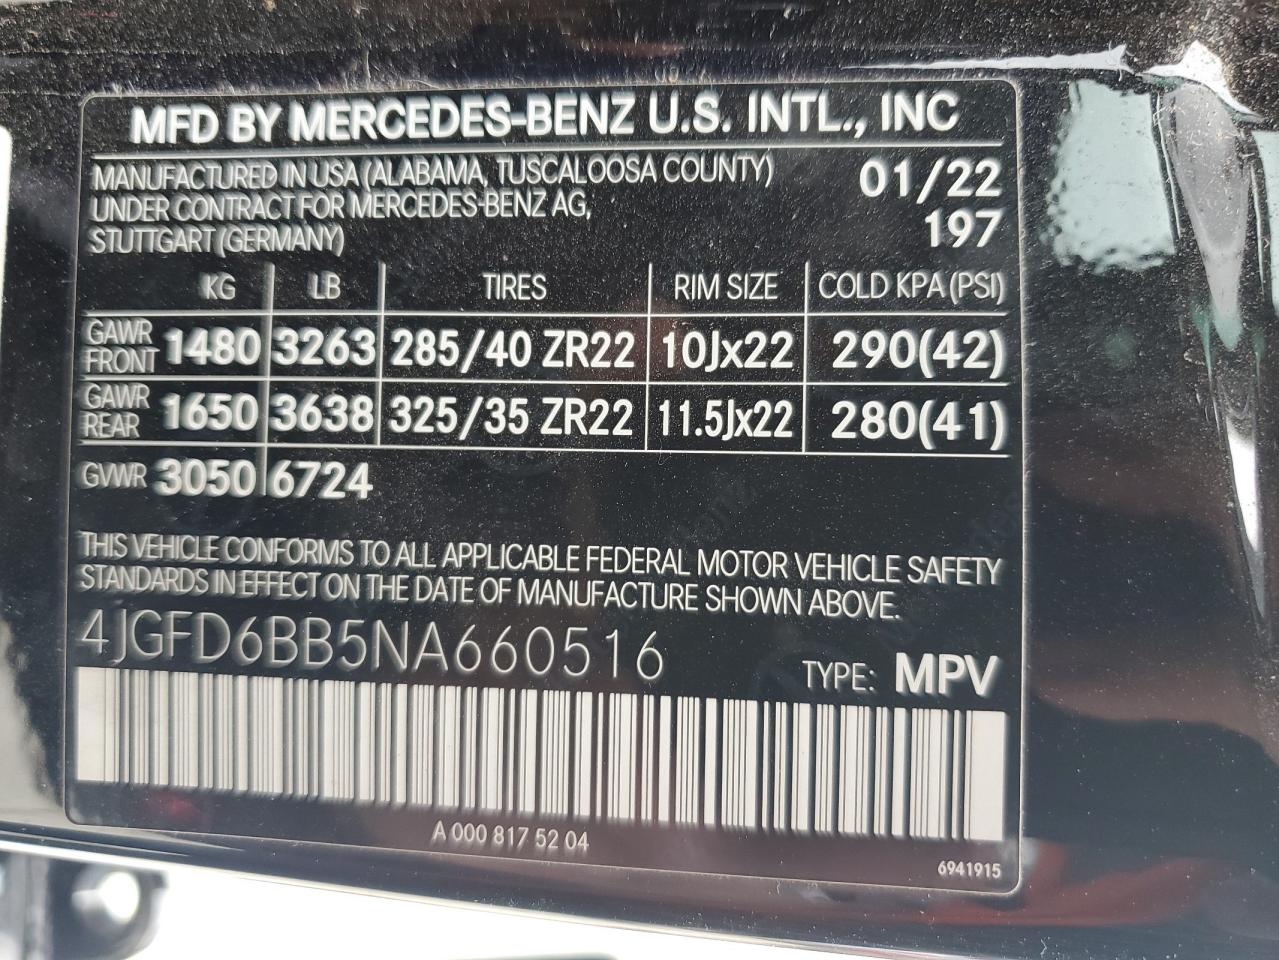 MFD BY MERCEDES-BENZ U.S. INTL., INC
MANUFACTURED IN USA (ALABAMA, TUSCALOOSA COUNTY) 01/22
UNDER CONTRACT FOR MERCEDES-BENZ AG, 197
STUTTGART (GERMANY)
KG LB TIRES RIM SIZE COLD KPA (PSI)
GAWR FRONT 1480 3263 285/40 ZR22 10Jx22 290(42)
GAWR REAR 1650 3638 325/35 ZR22 11.5Jx22 280(41)
GVWR 3050 6724
THIS VEHICLE CONFORMS TO ALL APPLICABLE FEDERAL MOTOR VEHICLE SAFETY
STANDARDS IN EFFECT ON THE DATE OF MANUFACTURE SHOWN ABOVE.
4JGFD6BB5NA660516 TYPE: MPV
A 000 817 52 04
6941915